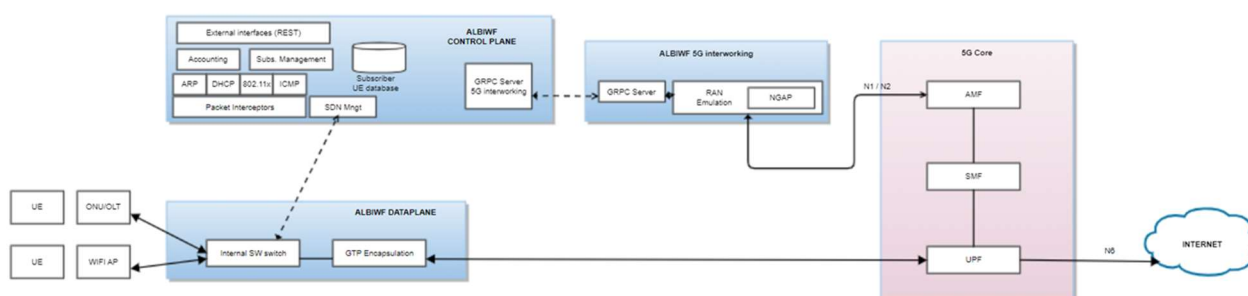 External interfaces (REST)
Accounting
Subs. Management
ARP
DHCP
802.11x
ICMP
Packet Interceptors
SDN Mngt
Subscriber
UE database
ALBIWF
CONTROL PLANE
GRPC Server
5G interworking
ALBIWF 5G interworking
GRPC Server
RAN
Emulation
NGAP
N1 / N2
5G Core
AMF
SMF
UPF
UE
ONU/OLT
UE
WIFI AP
ALBIWF DATAPLANE
Internal SW switch
GTP Encapsulation
N6
INTERNET